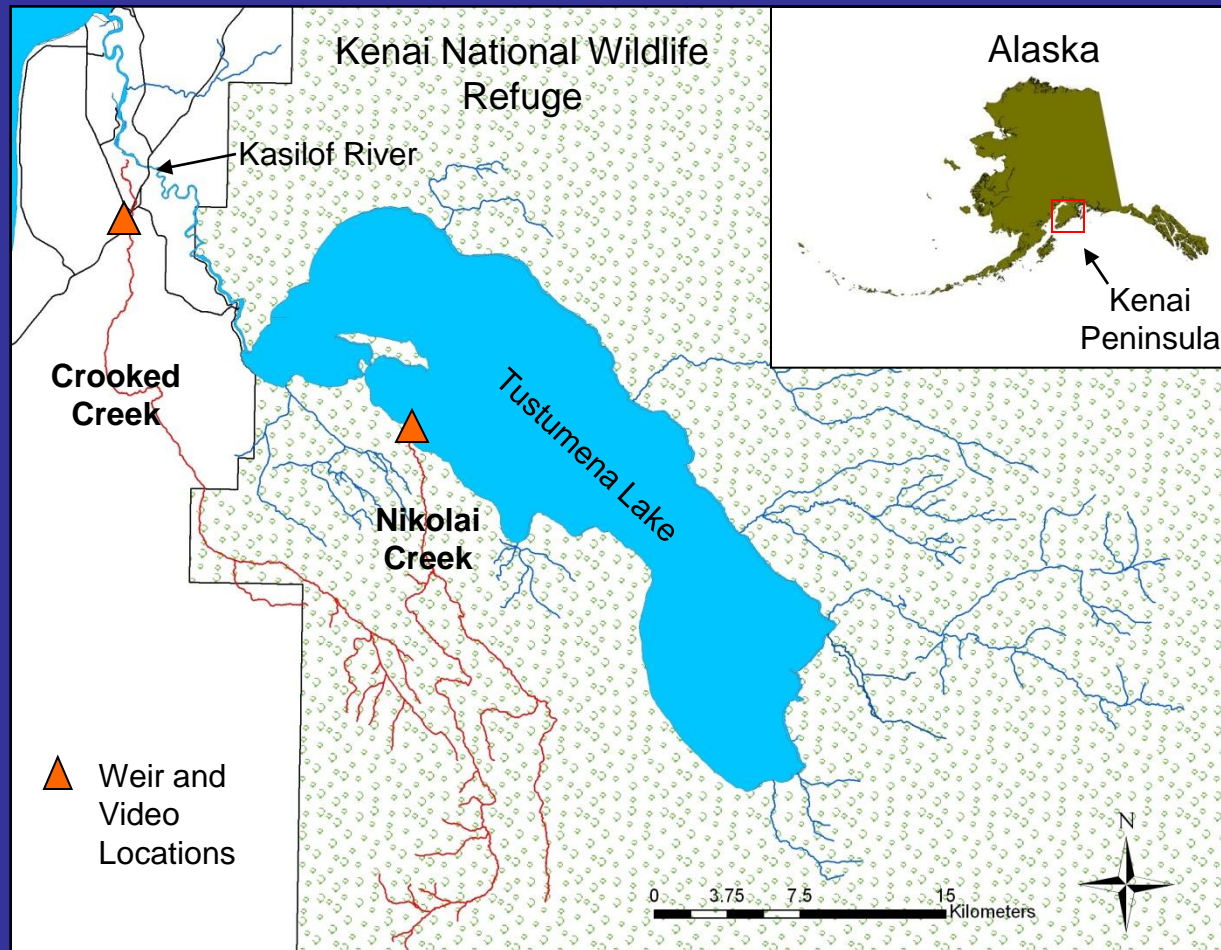 Kenai National Wildlife
Refuge
Alaska
Kenai
Peninsula
Kasilof River
Crooked
Creek
Tustumena Lake
Nikolai
Creek
Weir and
Video
Locations
N
0 3.75 7.5 15
Kilometers